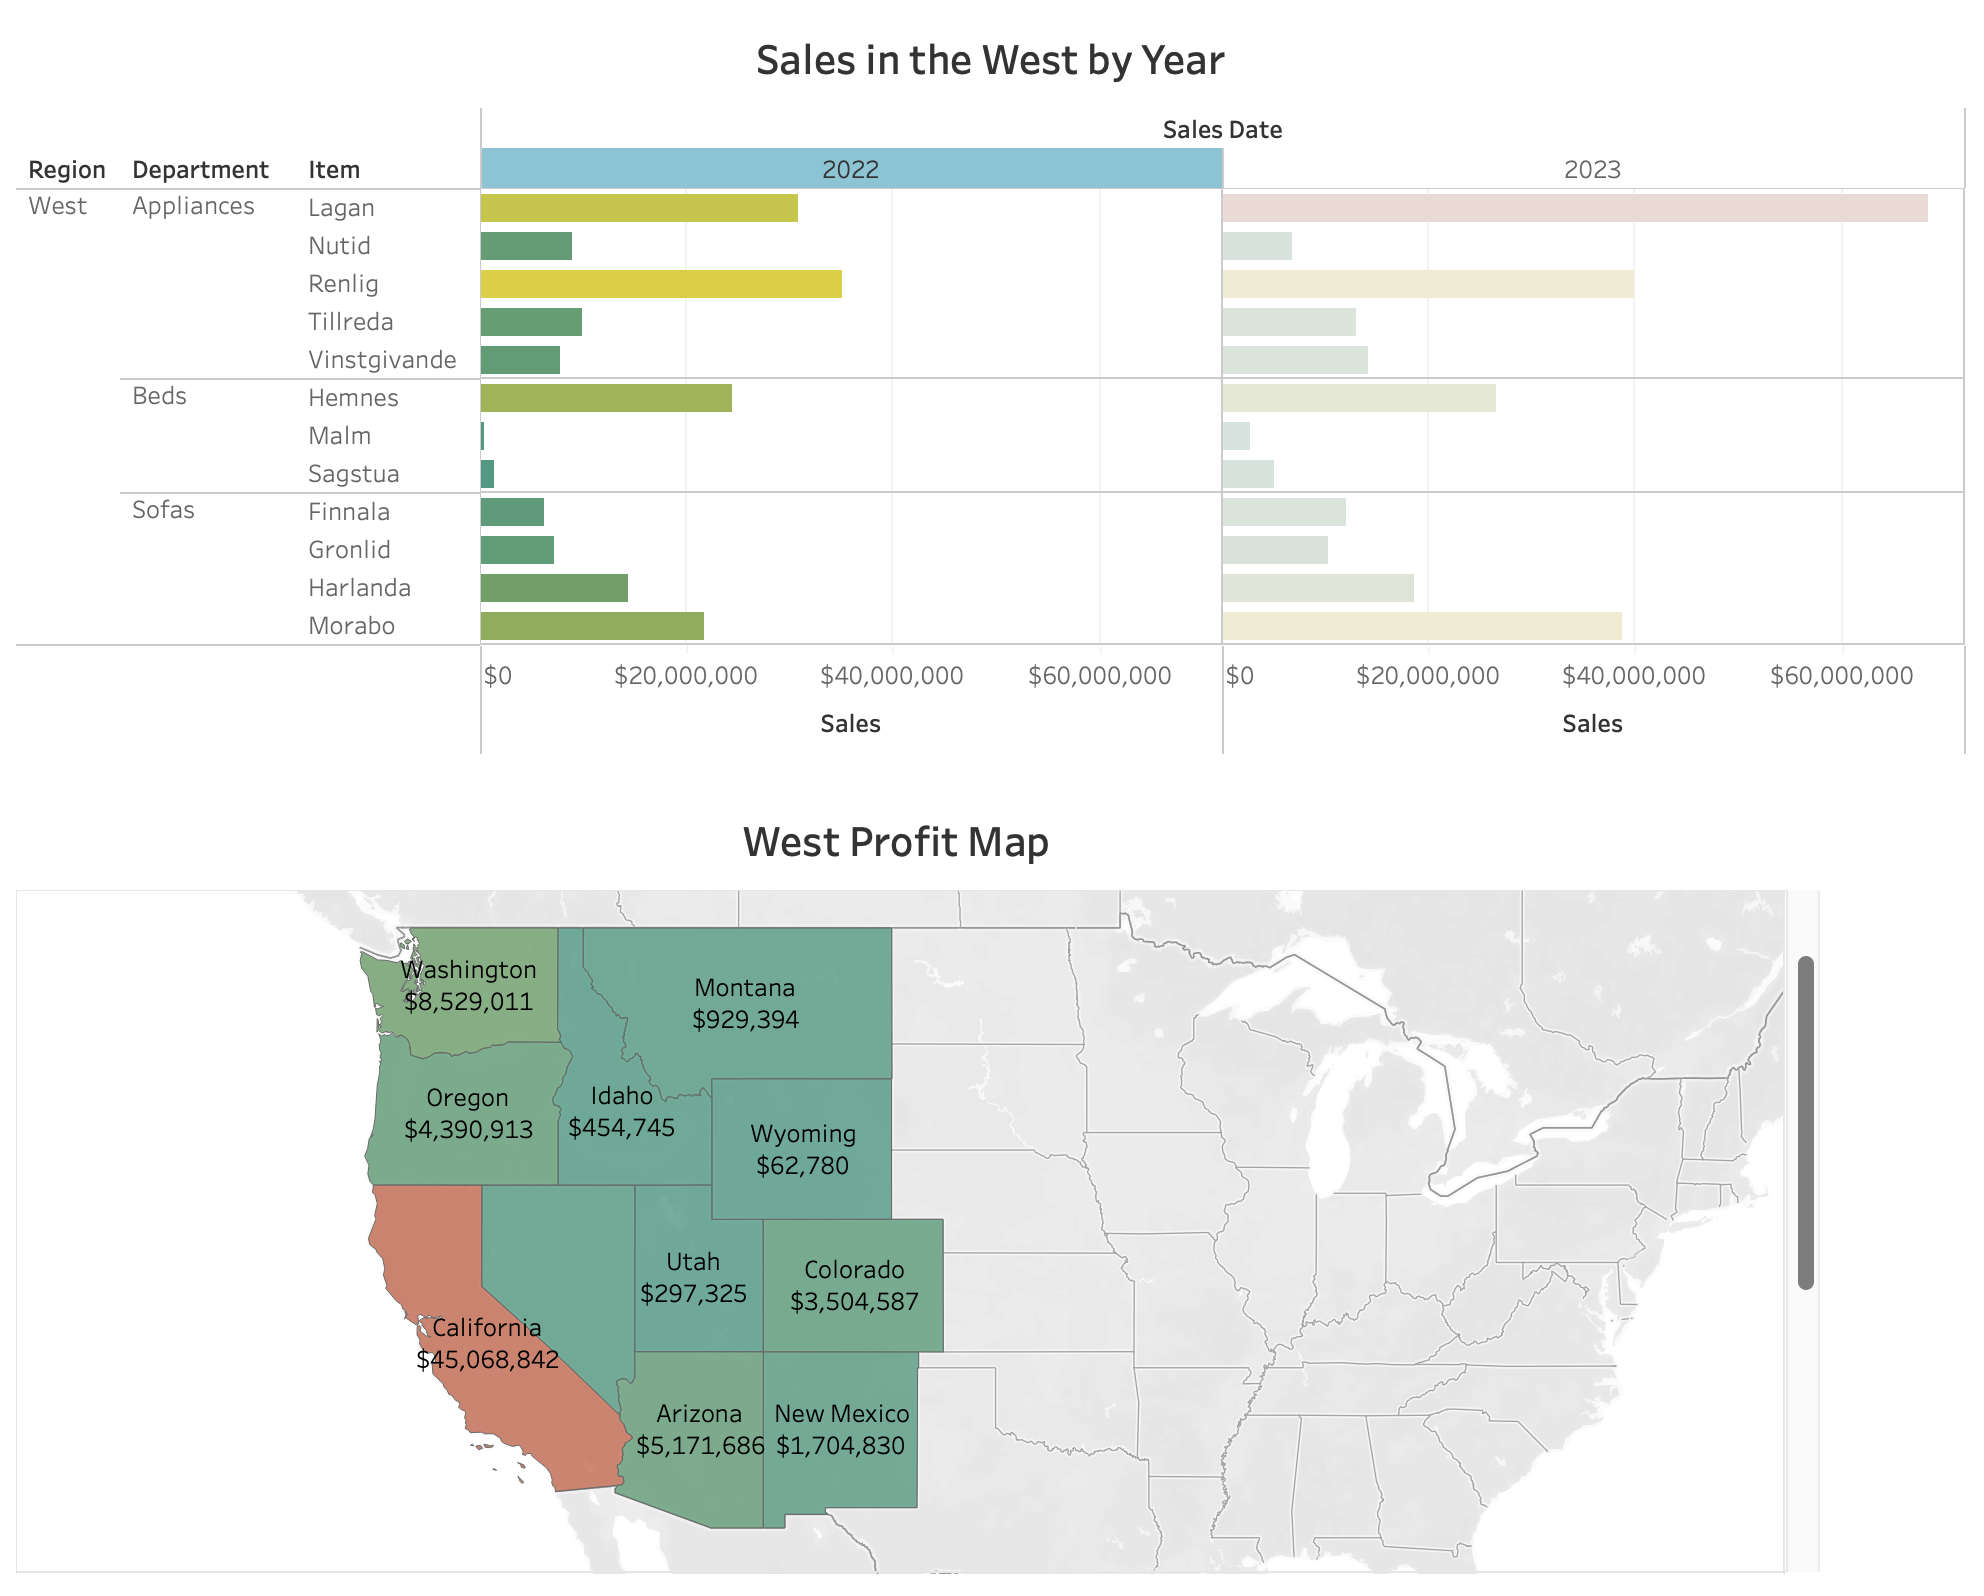 Sales in the West by Year
Sales Date
Region Department Item 2022 2023
West Appliances Lagan
Nutid
Renlig
Tillreda
Vinstgivande
Beds Hemnes
Malm
Sagstua
Sofas Finnala
Gronlid
Harlanda
Morabo
$0 $20,000,000 $40,000,000 $60,000,000 $0 $20,000,000 $40,000,000 $60,000,000
Sales Sales
West Profit Map
Washington
$8,529,011
Montana
$929,394
Oregon
$4,390,913
Idaho
$454,745
Wyoming
$62,780
Utah
$297,325
Colorado
$3,504,587
California
$45,068,842
Arizona
$5,171,686
New Mexico
$1,704,830